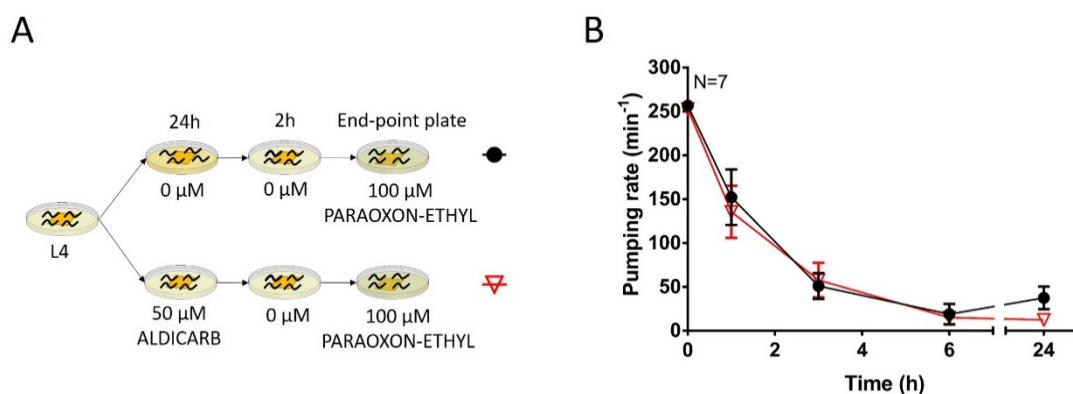 A
24h 2h End-point plate
0 µM 0 µM 100 µM
PARAOXON-ETHYL
L4
50 µM 0 µM 100 µM
ALDICARB PARAOXON-ETHYL
B
300
N=7
250
200
150
100
50
0
Pumping rate (min⁻¹)
0 2 4 6 24
Time (h)